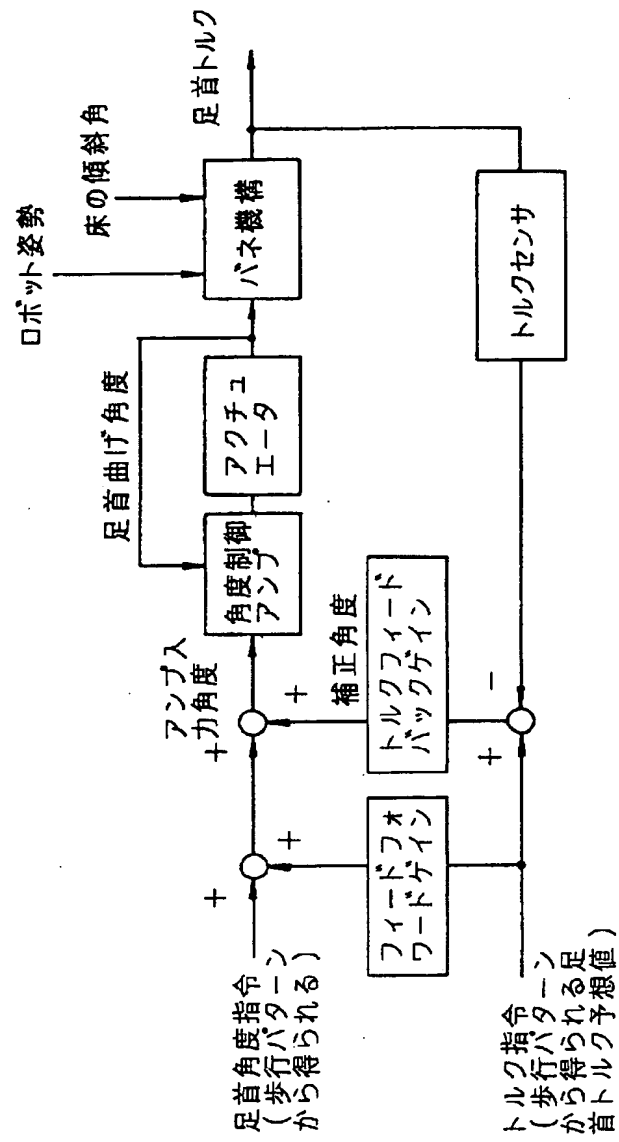 足首角度指令
(歩行パターン
から得られる)
トルク指令
(歩行パターン
から得られる足
首トルク予想値)
+
+
フィードフォ
ワードゲイン
アンプ入
力角度
+
+
補正角度
トルクフィード
バックゲイン
+
-
足首曲げ角度
角度制御
アンプ
アクチュ
エータ
ロボット姿勢
床の傾斜角
バネ機構
足首トルク
トルクセンサ